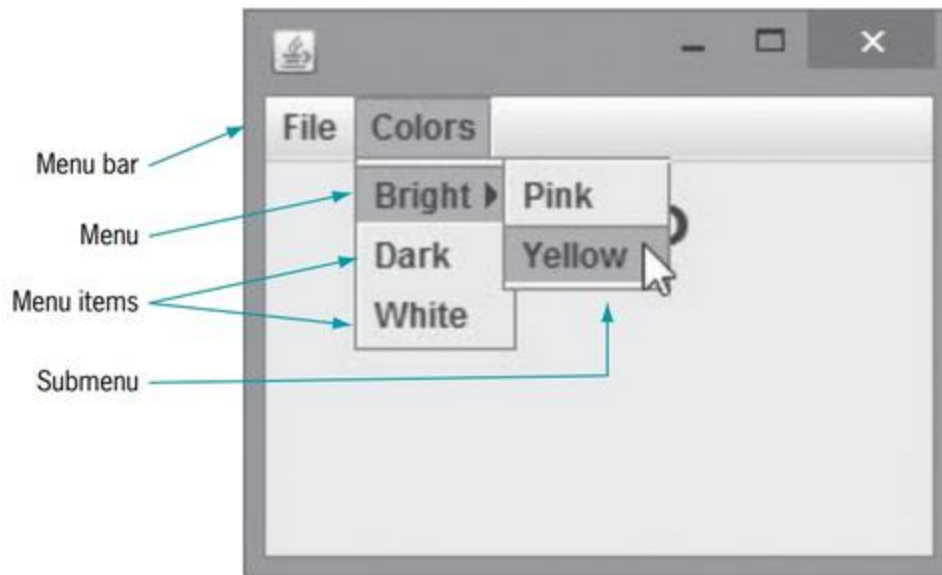 File Colors
Menu bar
Bright Pink
Menu
Dark Yellow
Menu items
White
Submenu